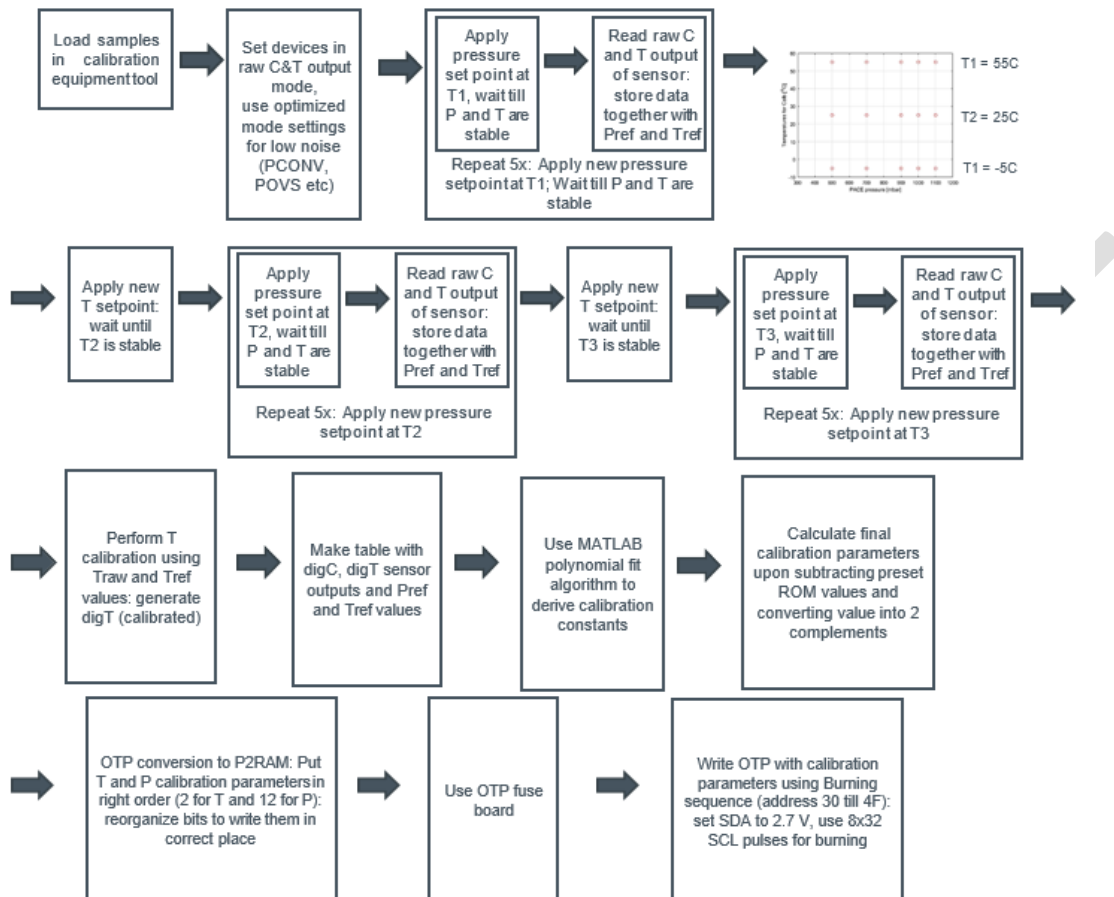 Load samples
in calibration
equipment tool
Set devices in
raw C&T output
mode,
use optimized
mode settings
for low noise
(PCONV,
POVS etc)
Apply
pressure
set point at
T1, wait till
P and T are
stable
Read raw C
and T output
of sensor:
store data
together with
Pref and Tref
Repeat 5x: Apply new pressure
setpoint at T1; Wait till P and T are
stable
T1 = 55C
T2 = 25C
T1 = -5C
PACE pressure [mbar]
Apply new
T setpoint:
wait until
T2 is stable
Apply
pressure
set point at
T2, wait till
P and T are
stable
Read raw C
and T output
of sensor:
store data
together with
Pref and Tref
Repeat 5x: Apply new pressure
setpoint at T2
Apply new
T setpoint:
wait until
T3 is stable
Apply
pressure
set point at
T3, wait till
P and T are
stable
Read raw C
and T output
of sensor:
store data
together with
Pref and Tref
Repeat 5x: Apply new pressure
setpoint at T3
Perform T
calibration using
Traw and Tref
values: generate
digT (calibrated)
Make table with
digC, digT sensor
outputs and Pref
and Tref values
Use MATLAB
polynomial fit
algorithm to
derive calibration
constants
Calculate final
calibration parameters
upon subtracting preset
ROM values and
converting value into 2
complements
OTP conversion to P2RAM: Put
T and P calibration parameters in
right order (2 for T and 12 for P):
reorganize bits to write them in
correct place
Use OTP fuse
board
Write OTP with calibration
parameters using Burning
sequence (address 30 till 4F):
set SDA to 2.7 V, use 8x32
SCL pulses for burning